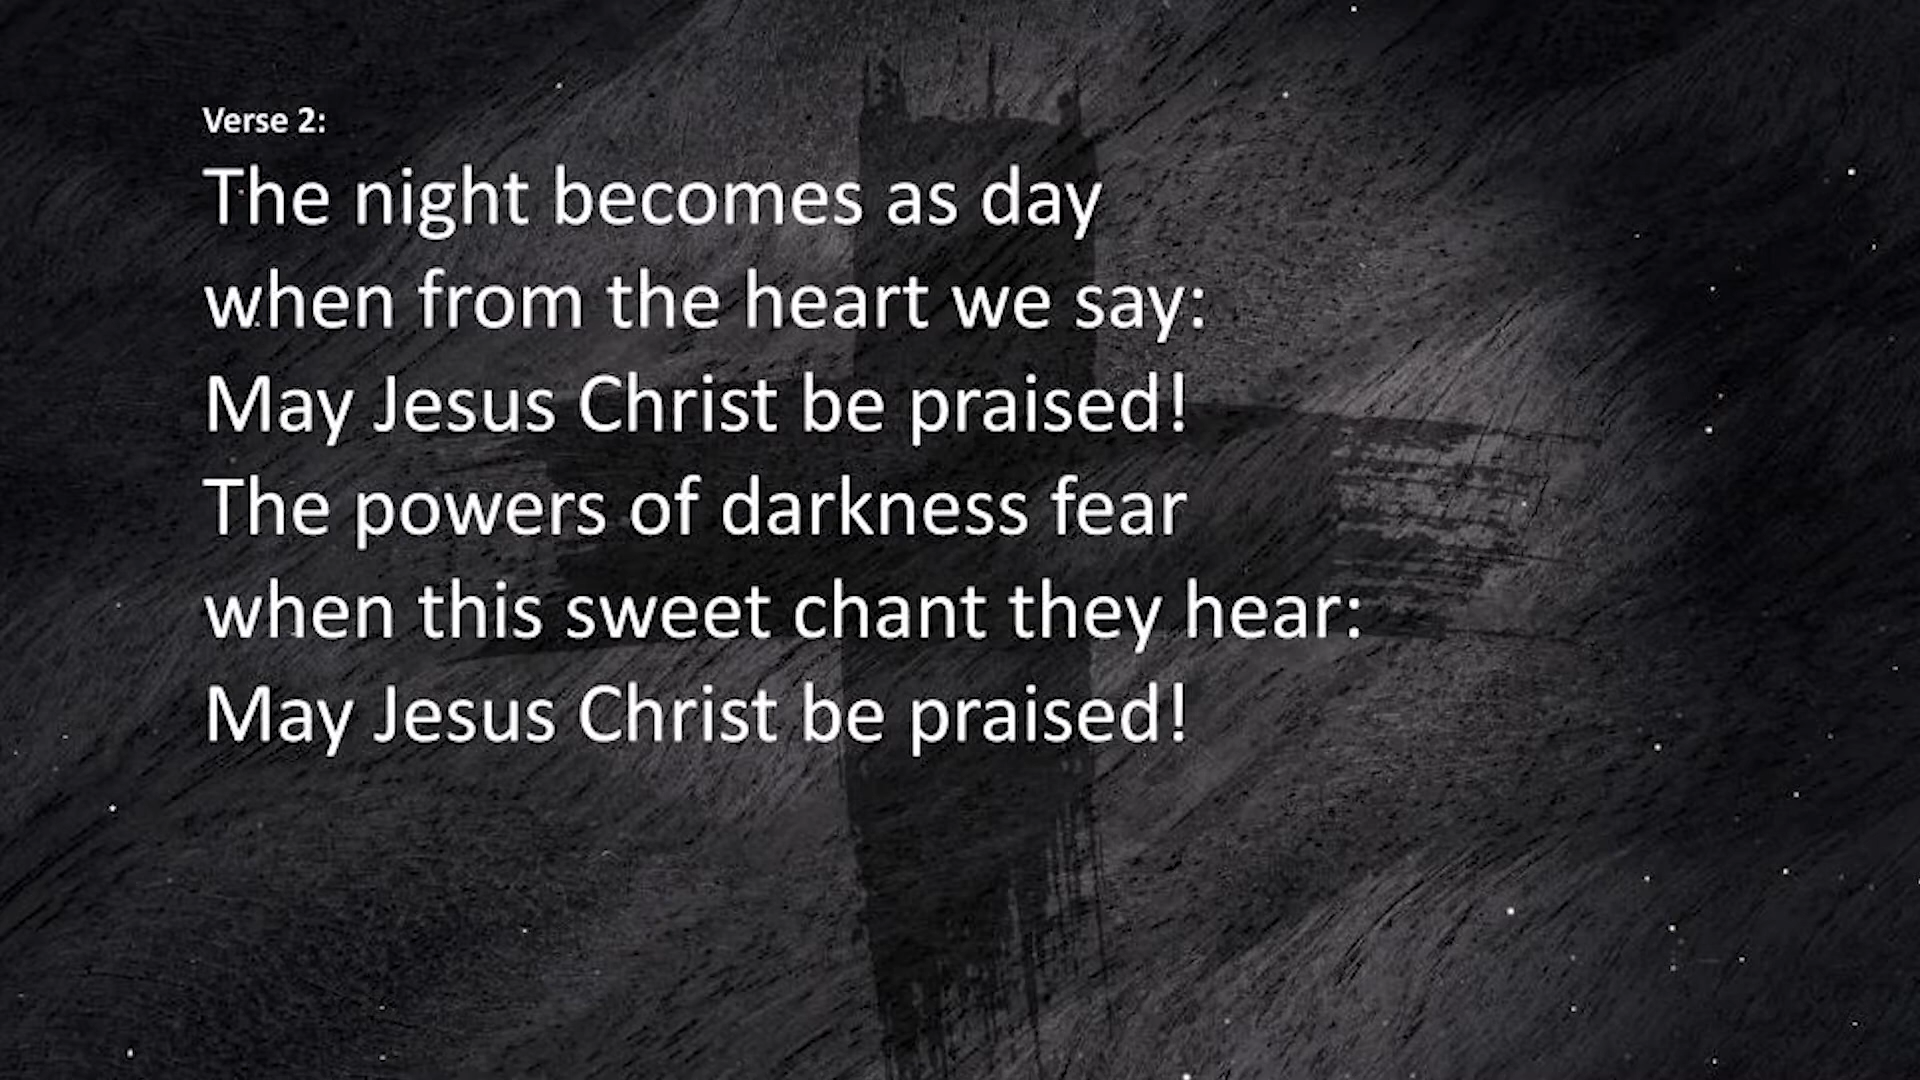 Verse 2:
The night becomes as day
when from the heart we say:
May Jesus Christ be praised!
The powers of darkness fear
when this sweet chant they hear:
May Jesus Christ be praised!